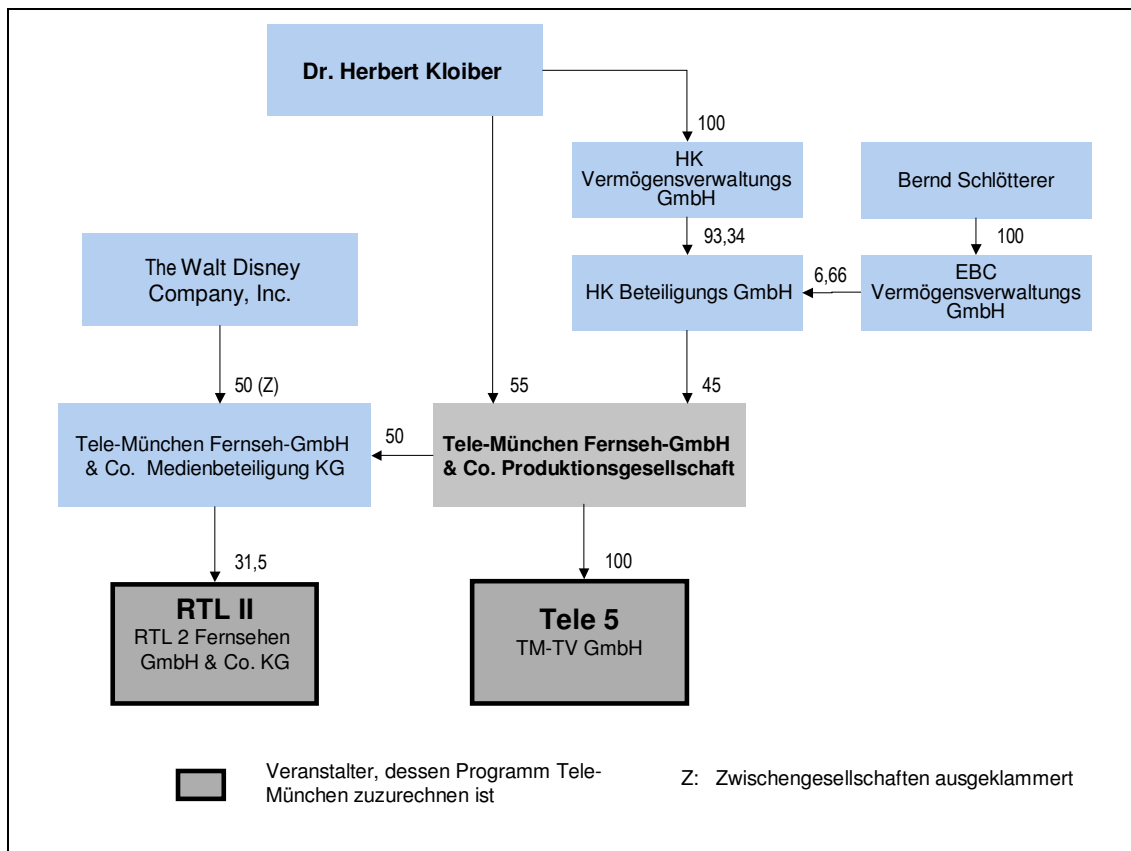 Dr. Herbert Kloiber
100
HK
Vermögensverwaltungs
GmbH
Bernd Schlötterer
93,34
100
The Walt Disney
Company, Inc.
HK Beteiligungs GmbH
6,66
EBC
Vermögensverwaltungs
GmbH
50 (Z)
55
45
Tele-München Fernseh-GmbH
& Co. Medienbeteiligung KG
50
Tele-München Fernseh-GmbH
& Co. Produktionsgesellschaft
31,5
100
RTL II
RTL 2 Fernsehen
GmbH & Co. KG
Tele 5
TM-TV GmbH
Veranstalter, dessen Programm Tele-
München zuzurechnen ist
Z: Zwischengesellschaften ausgeklammert